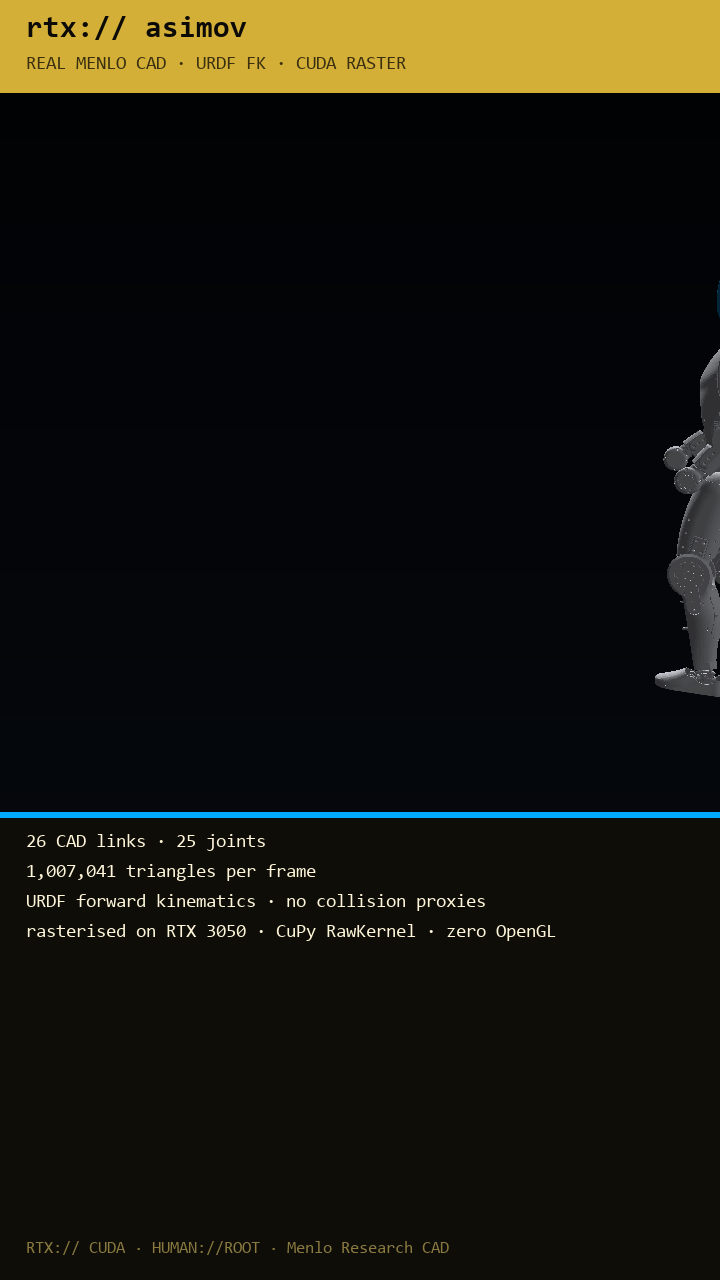 rtx:// asimov
REAL MENLO CAD · URDF FK · CUDA RASTER
26 CAD links · 25 joints
1,007,041 triangles per frame
URDF forward kinematics · no collision proxies
rasterised on RTX 3050 · CuPy RawKernel · zero OpenGL
RTX:// CUDA · HUMAN://ROOT · Menlo Research CAD